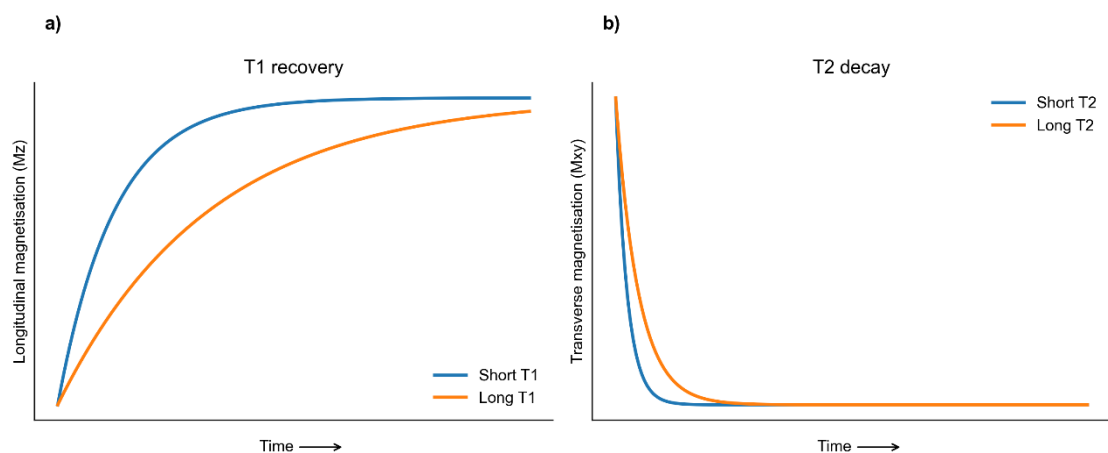 a)
T1 recovery
Longitudinal magnetisation (Mz)
Short T1
Long T1
Time
b)
T2 decay
Transverse magnetisation (Mxy)
Short T2
Long T2
Time